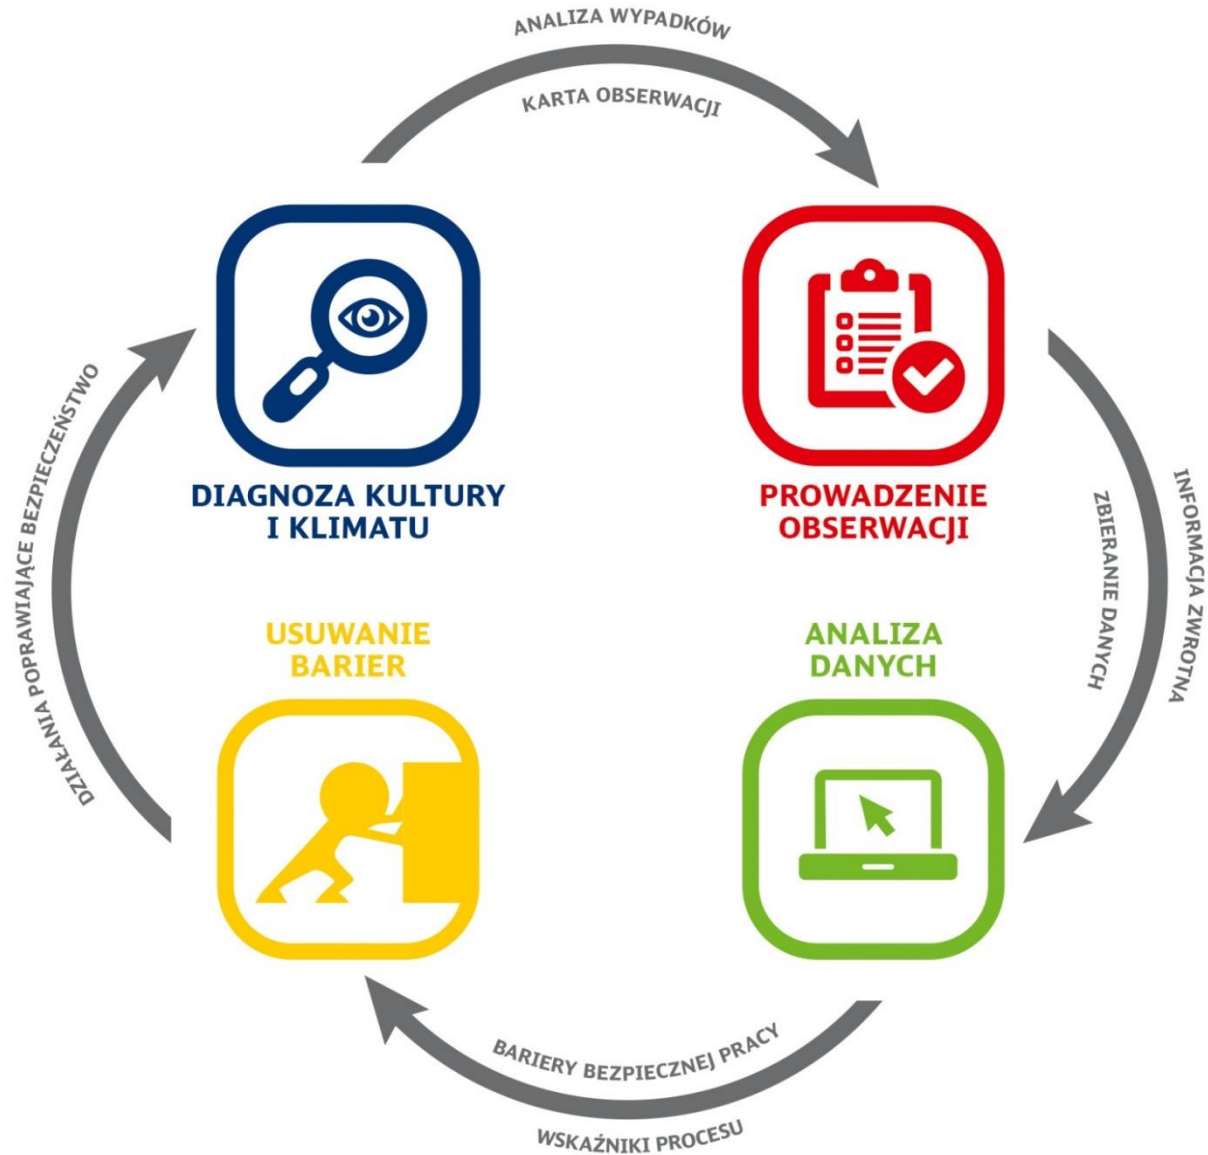 ANALIZA WYPADKÓW
KARTA OBSERWACJI
DIAGNOZA KULTURY
I KLIMATU
PROWADZENIE
OBSERWACJI
INFORMACJA ZWROTNA
ZBIERANIE DANYCH
ANALIZA
DANYCH
BARIERY BEZPIECZNEJ PRACY
WSKAŹNIKI PROCESU
USUWANIE
BARIER
DZIAŁANIA POPRAWIAJĄCE BEZPIECZEŃSTWO